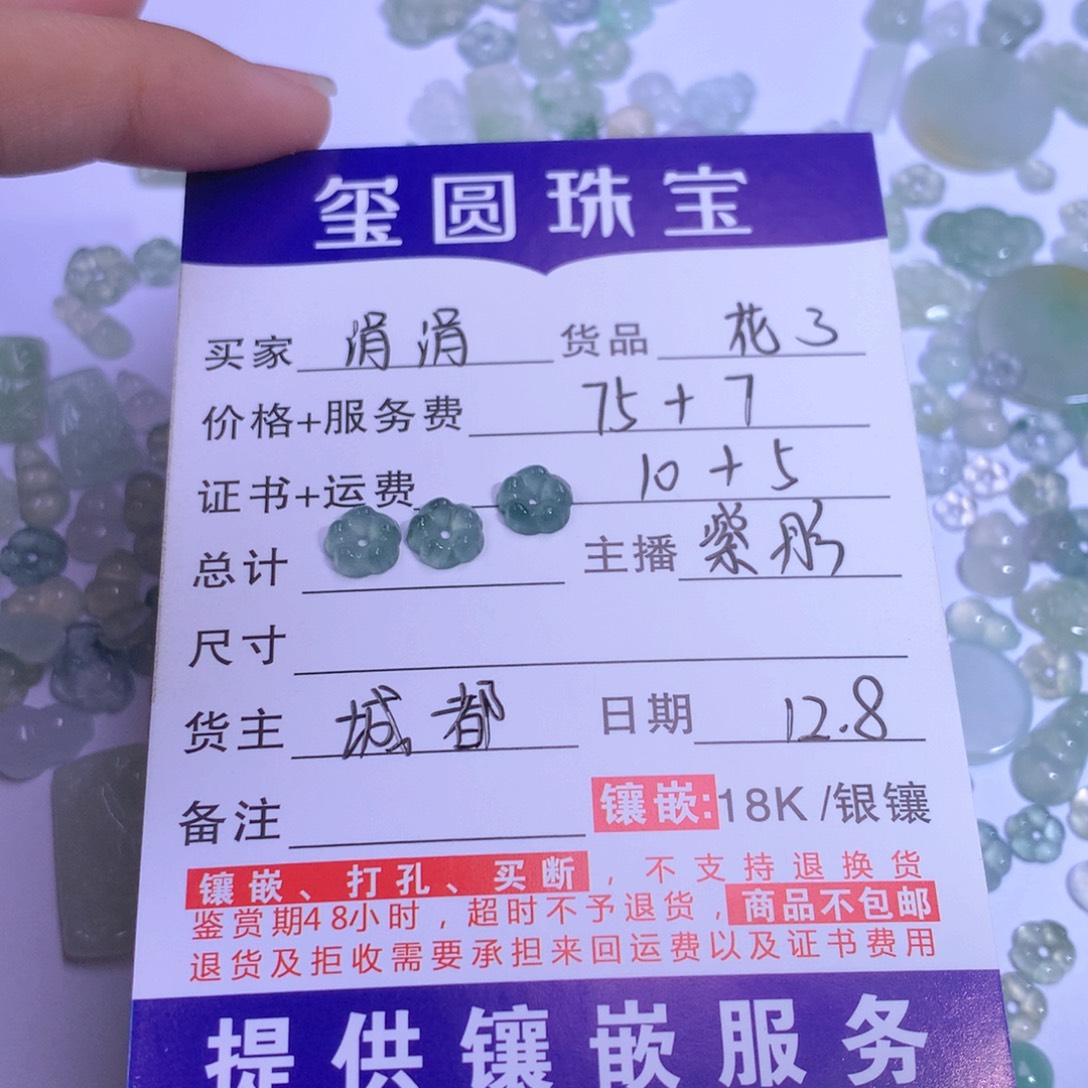 玺圆珠宝
买家 涓涓 货品 花3
价格+服务费 75+7
证书+运费 10+5
总计 主播 紫彤
尺寸
货主 城都 日期 12.8
备注 镶嵌:18K/银镶
镶嵌、打孔、买断，不支持退换货
鉴赏期48小时，超时不予退货，商品不包邮
退货及拒收需要承担来回运费以及证书费用
提供镶嵌服务